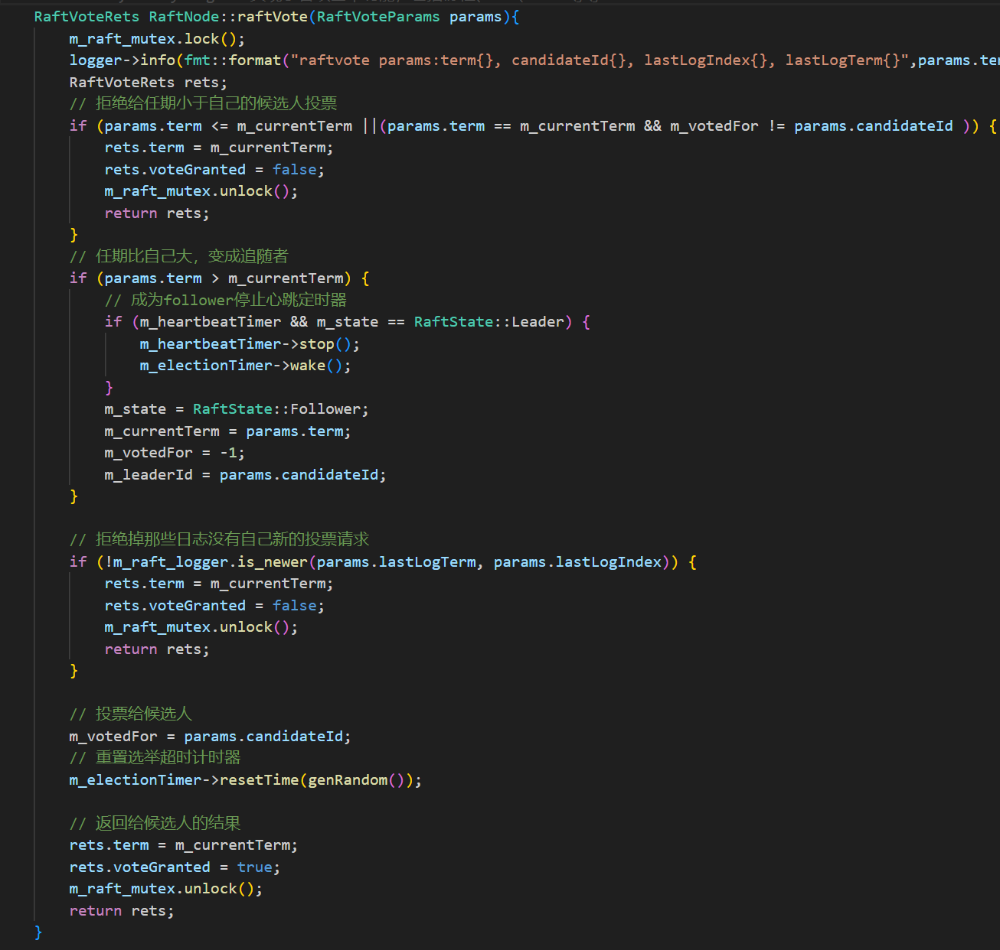 RaftVoteRets RaftNode::raftVote(RaftVoteParams params){
m_raft_mutex.lock();
logger->info(fmt::format("raftvote params:term{}, candidateId{}, lastLogIndex{}, lastLogTerm{}",params.ter
RaftVoteRets rets;
// 拒绝给任期小于自己的候选人投票
if (params.term <= m_currentTerm ||(params.term == m_currentTerm && m_votedFor != params.candidateId )) {
rets.term = m_currentTerm;
rets.voteGranted = false;
m_raft_mutex.unlock();
return rets;
}
// 任期比自己大，变成追随者
if (params.term > m_currentTerm) {
// 成为follower停止心跳定时器
if (m_heartbeatTimer && m_state == RaftState::Leader) {
m_heartbeatTimer->stop();
m_electionTimer->wake();
}
m_state = RaftState::Follower;
m_currentTerm = params.term;
m_votedFor = -1;
m_leaderId = params.candidateId;
}
// 拒绝掉那些日志没有自己新的投票请求
if (!m_raft_logger.is_newer(params.lastLogTerm, params.lastLogIndex)) {
rets.term = m_currentTerm;
rets.voteGranted = false;
m_raft_mutex.unlock();
return rets;
}
// 投票给候选人
m_votedFor = params.candidateId;
// 重置选举超时计时器
m_electionTimer->resetTime(genRandom());
// 返回给候选人的结果
rets.term = m_currentTerm;
rets.voteGranted = true;
m_raft_mutex.unlock();
return rets;
}